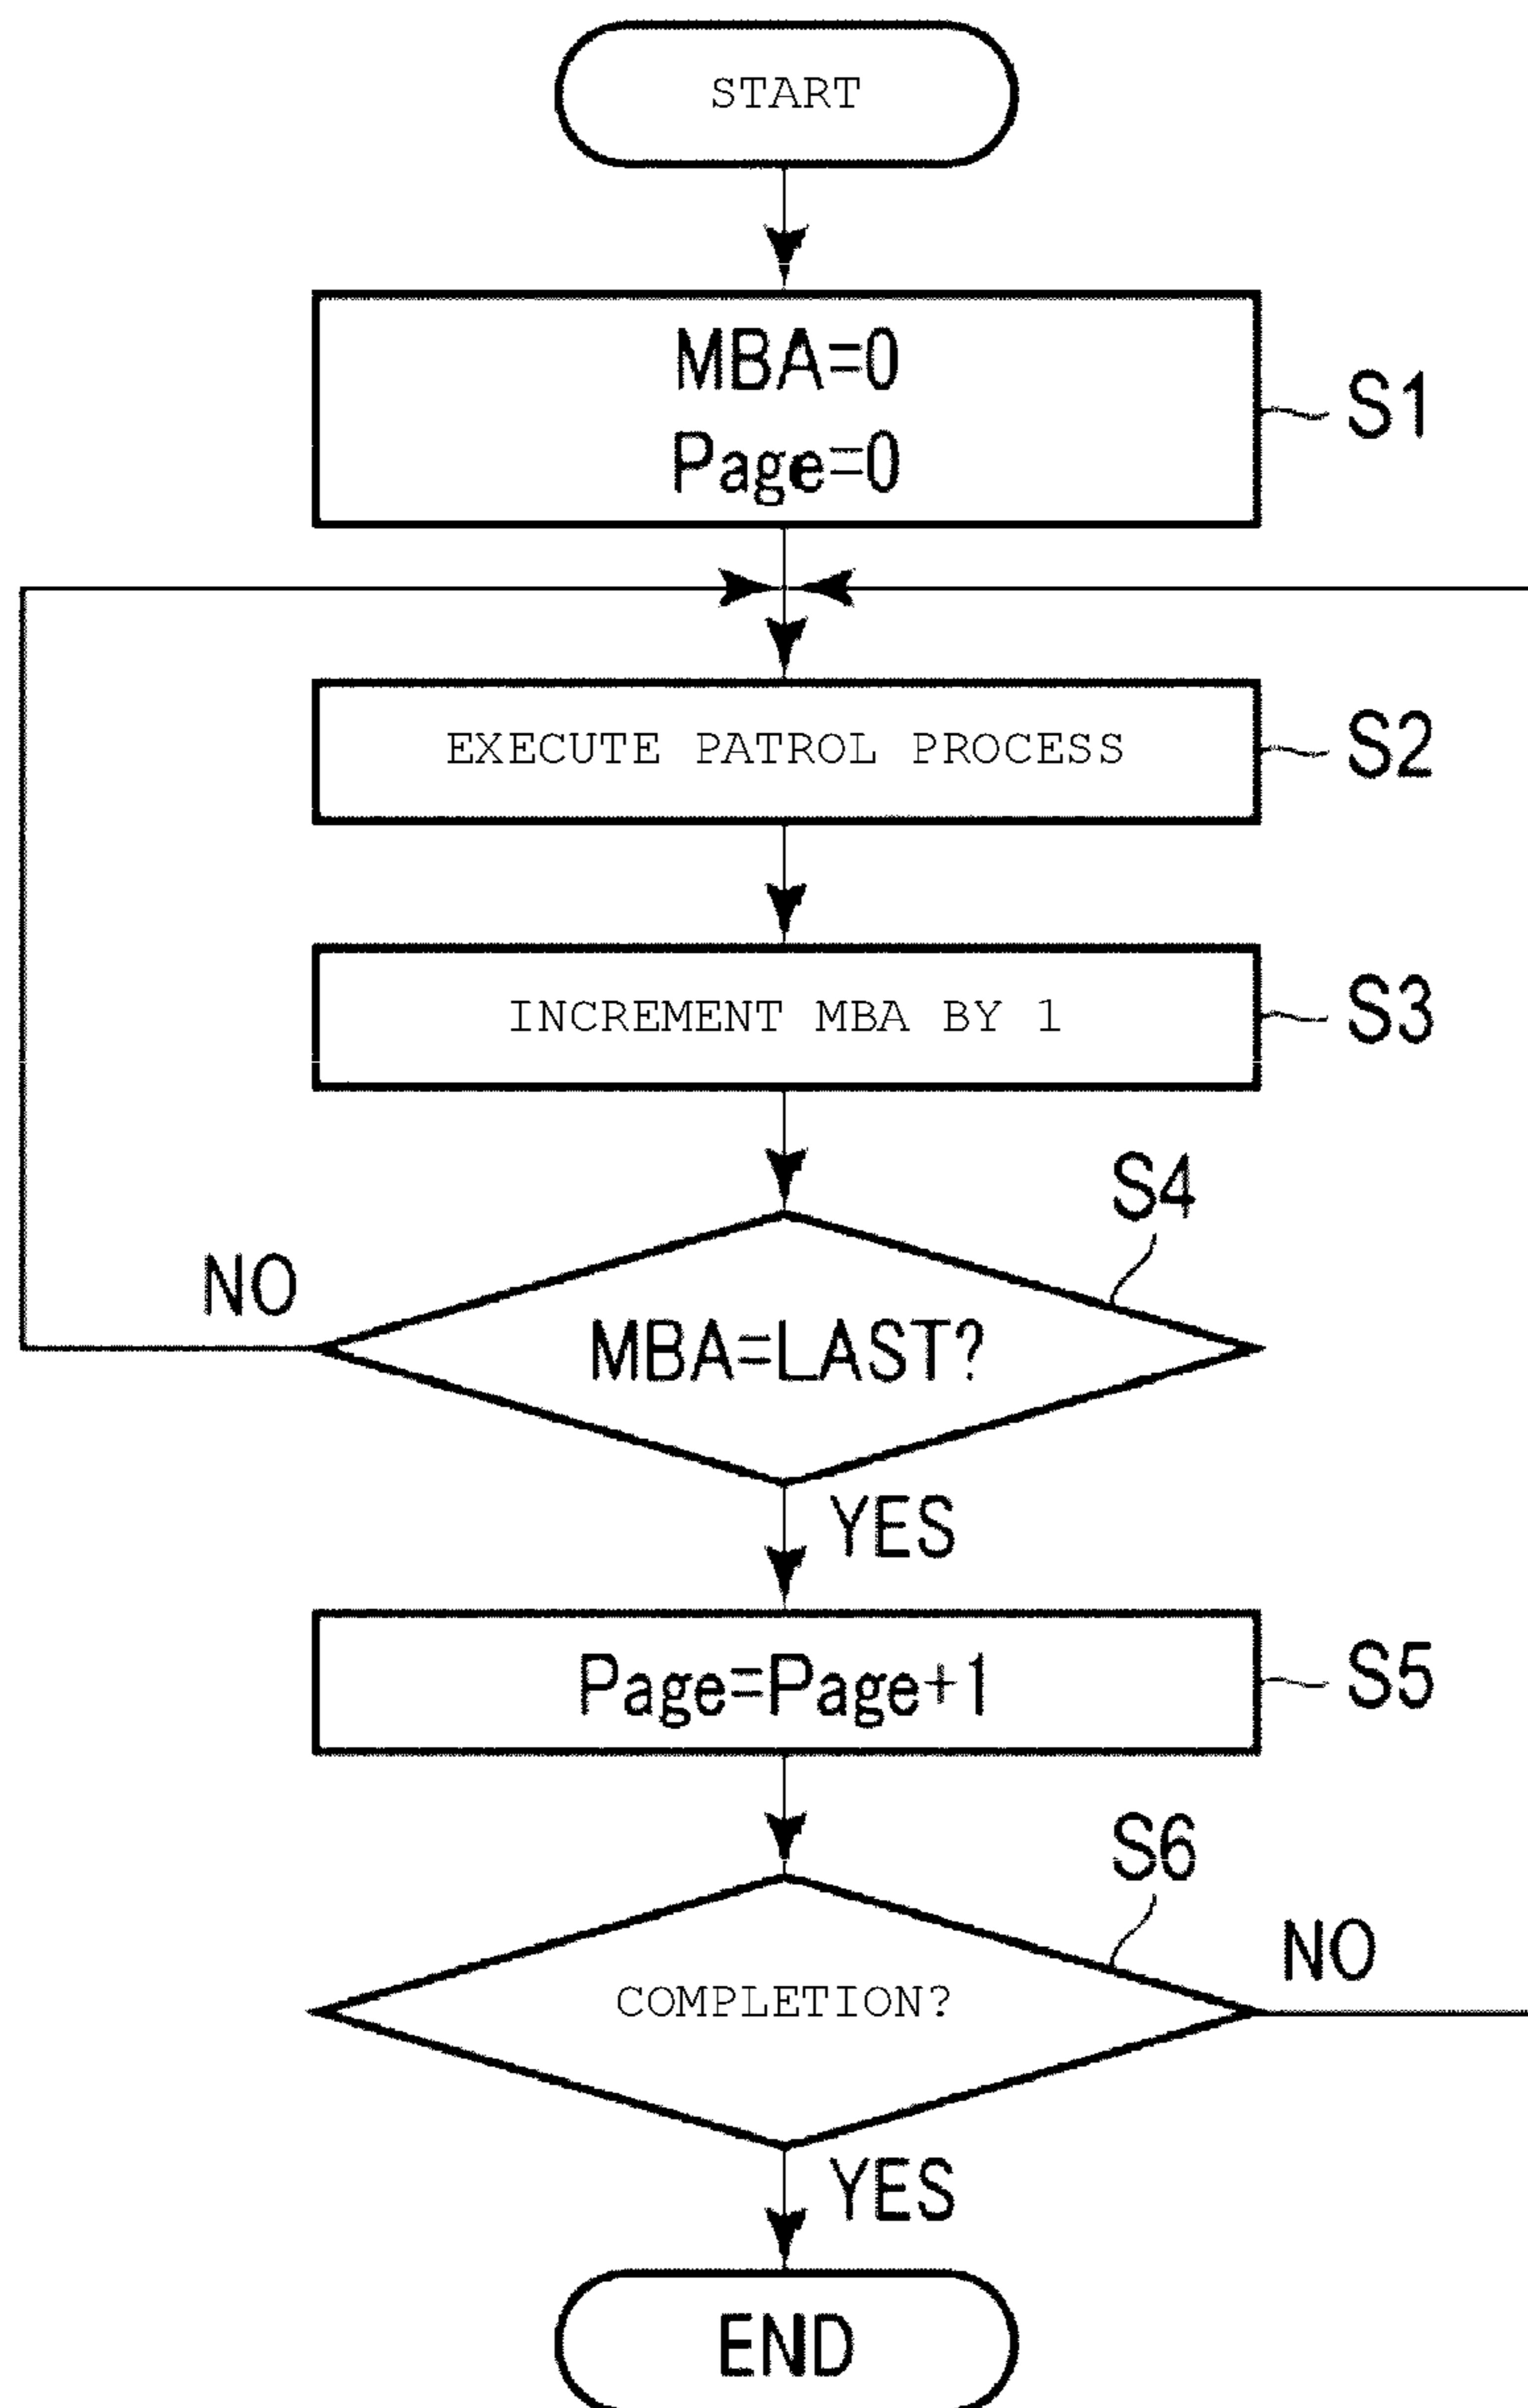 START
MBA=0
Page=0
S1
EXECUTE PATROL PROCESS
S2
INCREMENT MBA BY 1
S3
S4
NO
MBA=LAST?
YES
Page=Page+1
S5
S6
NO
COMPLETION?
YES
END